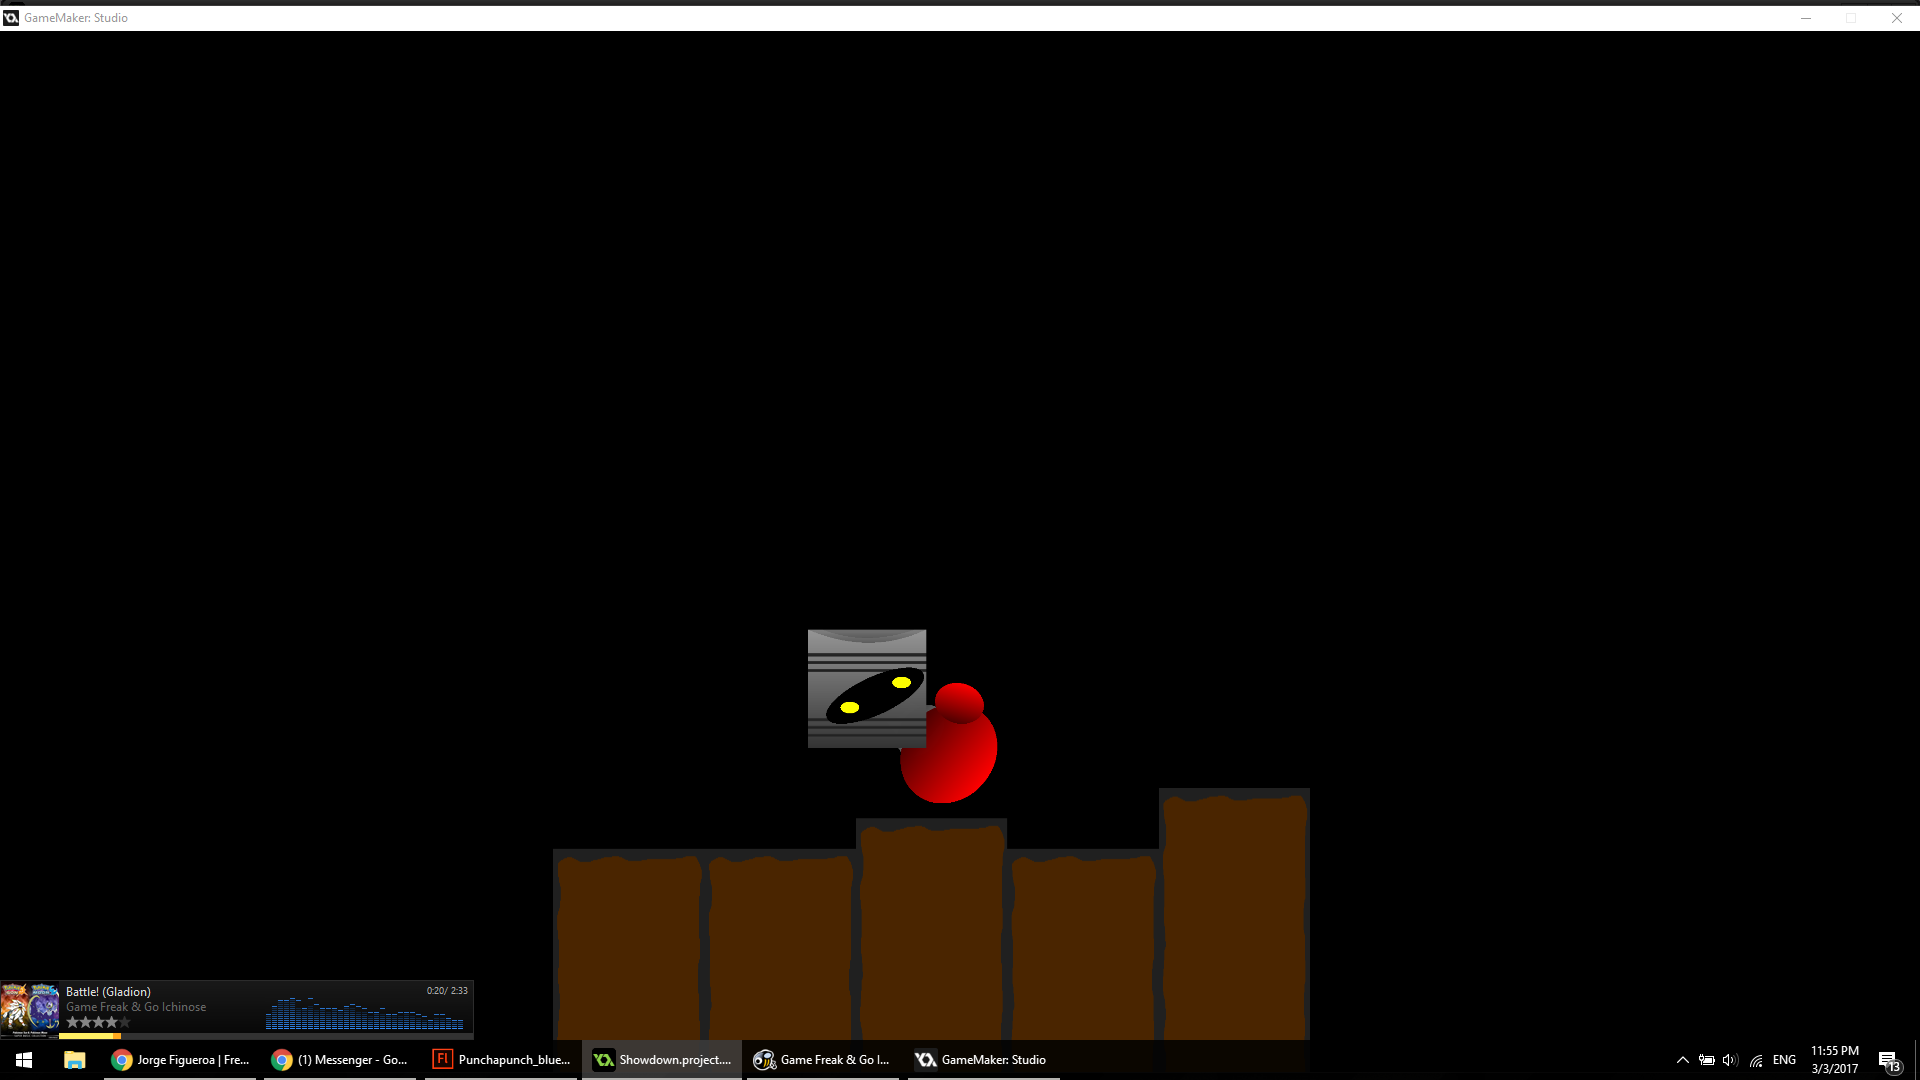 GameMaker: Studio
Battle! (Gladion)
0:20/ 2:33
Game Freak & Go Ichinose
Jorge Figueroa | Fre...
(1) Messenger - Go...
Fl
Punchapunch_blue...
Showdown.project....
Game Freak & Go I...
GameMaker: Studio
ENG
11:55 PM
3/3/2017
13